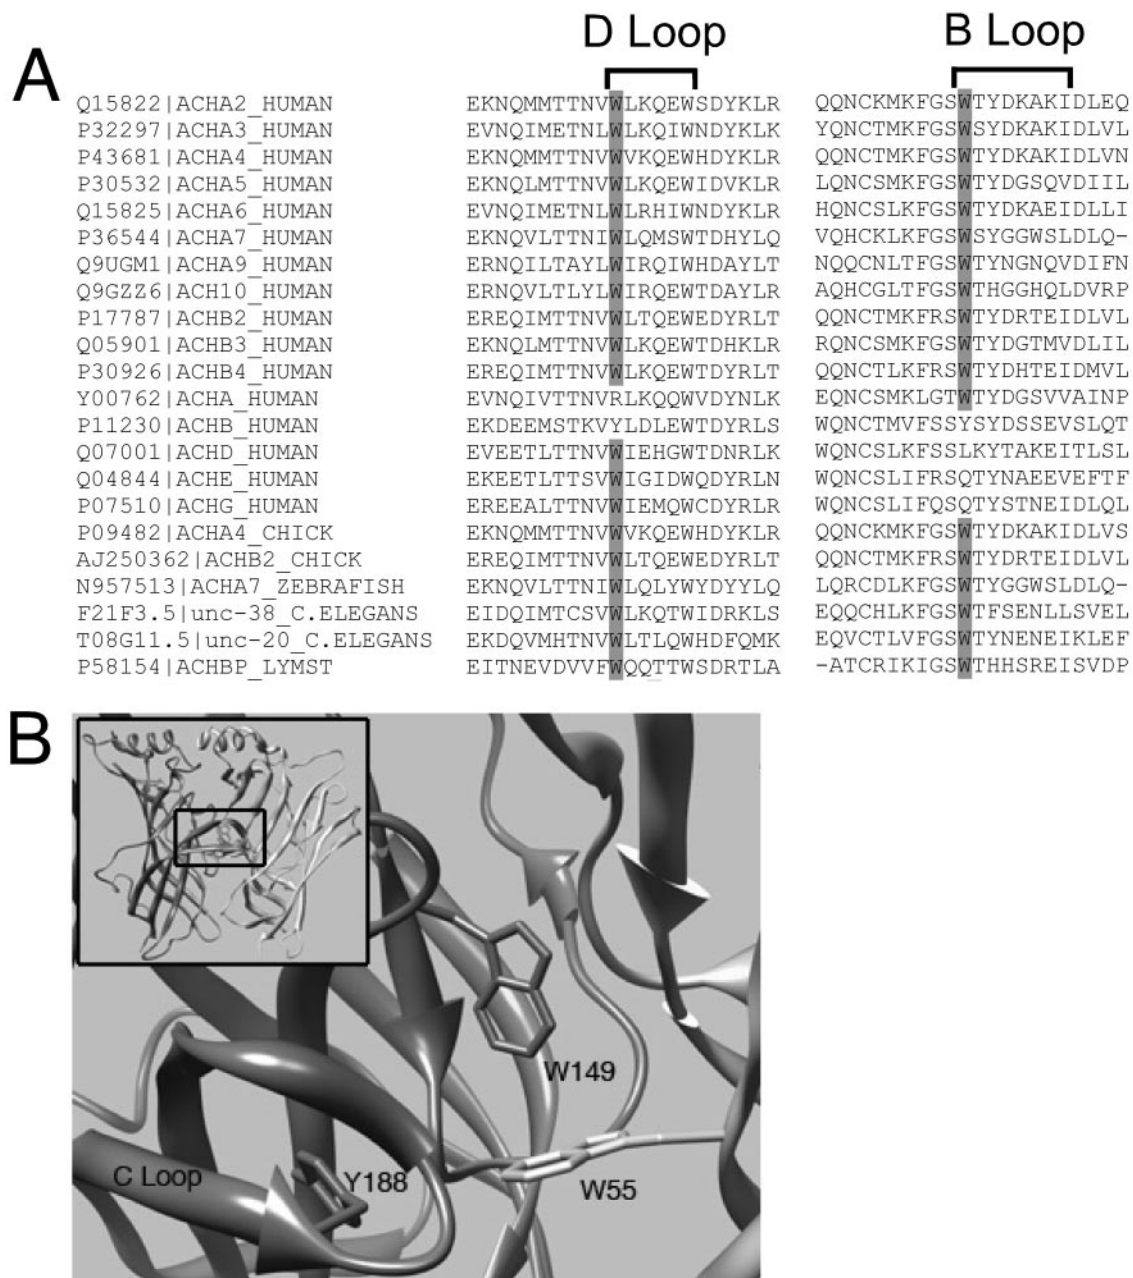 D Loop B Loop
A
Q15822|ACHA2_HUMAN EKNQMMTTNVWLKQEWSDYKLR QQNCKMKFGSWTYDKAKIDLEQ
P32297|ACHA3_HUMAN EVNQIMETNLWLKQIWNDYKLK YQNCTMKFGSWSYDKAKIDLVL
P43681|ACHA4_HUMAN EKNQMMTTNVWVKQEWHDYKLR QQNCTMKFGSWTYDKAKIDLVN
P30532|ACHA5_HUMAN EKNQLMTTNVWLKQEWIDVKLR LQNCSMKFGSWTYDGSQVDIIL
Q15825|ACHA6_HUMAN EVNQIMETNLWLRHIWNDYKLR HQNCSLKFGSWTYDKAEIDLLI
P36544|ACHA7_HUMAN EKNQVLTTNIWLQMSWTDHYLQ VQHCKLKFGSWSYGGWSLDLQ-
Q9UGM1|ACHA9_HUMAN ERNQILTAYLWIRQIWHDAYLT NQQCNLTFGSWTYNGNQVDIFN
Q9GZZ6|ACH10_HUMAN ERNQVLTLYLWIRQEWTDAYLR AQHCGLTFGSWTHGGHQLDVRP
P17787|ACHB2_HUMAN EREQIMTTNVWLTQEWEDYRLT QQNCTMKFRSWTYDRTEIDLVL
Q05901|ACHB3_HUMAN EKNQLMTTNVWLKQEWTDHKLR RQNCSMKFGSWTYDGTMVDLIL
P30926|ACHB4_HUMAN EREQIMTTNVWLKQEWTDYRLT QQNCTLKFRSWTYDHTEIDMVL
Y00762|ACHA_HUMAN EVNQIVTTNVRLKQQWVDYNLK EQNCSMKLGTWTYDGSVVAINP
P11230|ACHB_HUMAN EKDEEMSTKVYLDLEWTDYRLS WQNCTMVFSSYSYDSSEVSLQT
Q07001|ACHD_HUMAN EVEETLTTNVWIEHGWTDNRLK WQNCSLKFSSLKYTAKEITLSL
Q04844|ACHE_HUMAN EKEETLTTSVWIGIDWQDYRLN WQNCSLIFRSQTYNAEEVEFTF
P07510|ACHG_HUMAN EREEALTTNVWIEMQWCDYRLR WQNCSLIFQSQTYSTNEIDLQL
P09482|ACHA4_CHICK EKNQMMTTNVWVKQEWHDYKLR QQNCKMKFGSWTYDKAKIDLVS
AJ250362|ACHB2_CHICK EREQIMTTNVWLTQEWEDYRLT QQNCTMKFRSWTYDRTEIDLVL
N957513|ACHA7_ZEBRAFISH EKNQVLTTNIWLQLYWYDYYLQ LQRCDLKFGSWTYGGWSLDLQ-
F21F3.5|unc-38_C.ELEGANS EIDQIMTCSVWLKQTWIDRKLS EQQCHLKFGSWTFSENLLSVEL
T08G11.5|unc-20_C.ELEGANS EKDQVMHTNVWLTLQWHDFQMK EQVCTLVFGSWTYNENEIKLEF
P58154|ACHBP_LYMST EITNEVDVVFWQQTTWSDRTLA -ATCRIKIGSWTHHSREISVDP
B
W149
C Loop Y188 W55